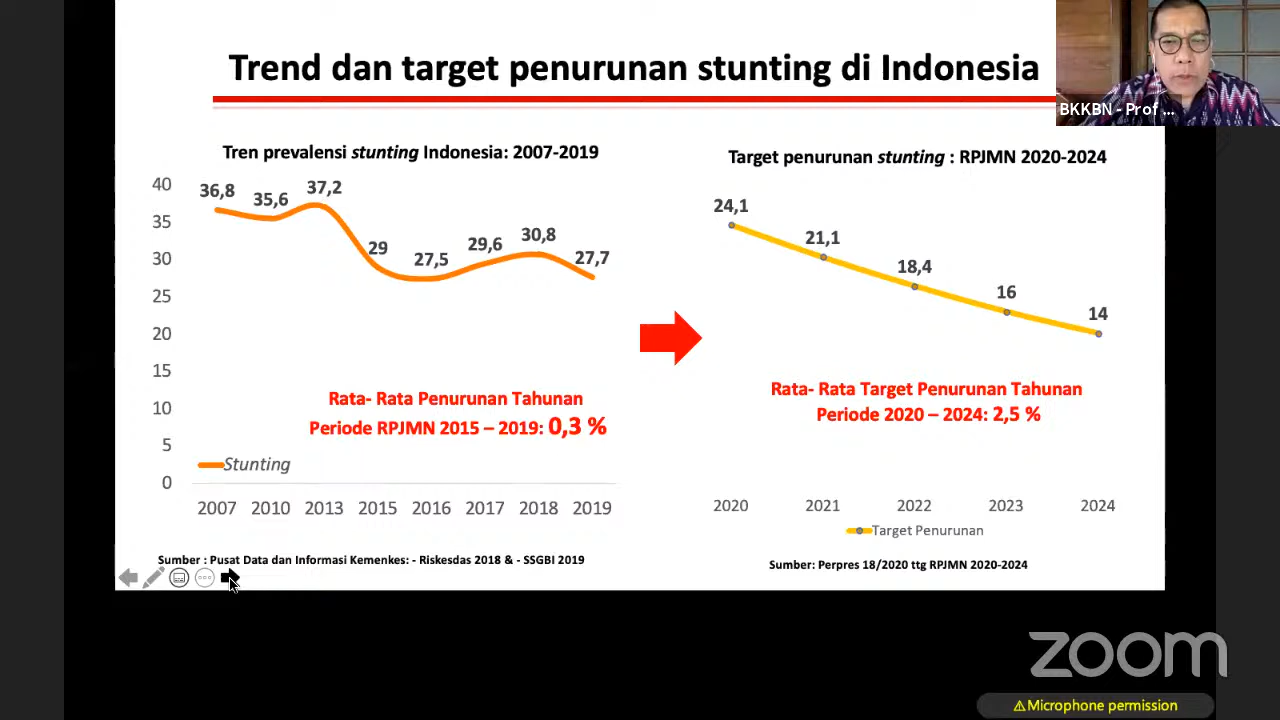 Trend dan target penurunan stunting di Indonesia
BKKBN - Prof ...
Tren prevalensi stunting Indonesia: 2007-2019
40
35
30
25
20
15
10
5
0
36,8
35,6
37,2
29
27,5
29,6
30,8
27,7
Rata- Rata Penurunan Tahunan
Periode RPJMN 2015 – 2019: 0,3 %
Stunting
2007 2010 2013 2015 2016 2017 2018 2019
Sumber : Pusat Data dan Informasi Kemenkes: - Riskesdas 2018 & - SSGBI 2019
Target penurunan stunting : RPJMN 2020-2024
24,1
21,1
18,4
16
14
Rata- Rata Target Penurunan Tahunan
Periode 2020 – 2024: 2,5 %
2020 2021 2022 2023 2024
Target Penurunan
Sumber: Perpres 18/2020 ttg RPJMN 2020-2024
zoom
⚠Microphone permission